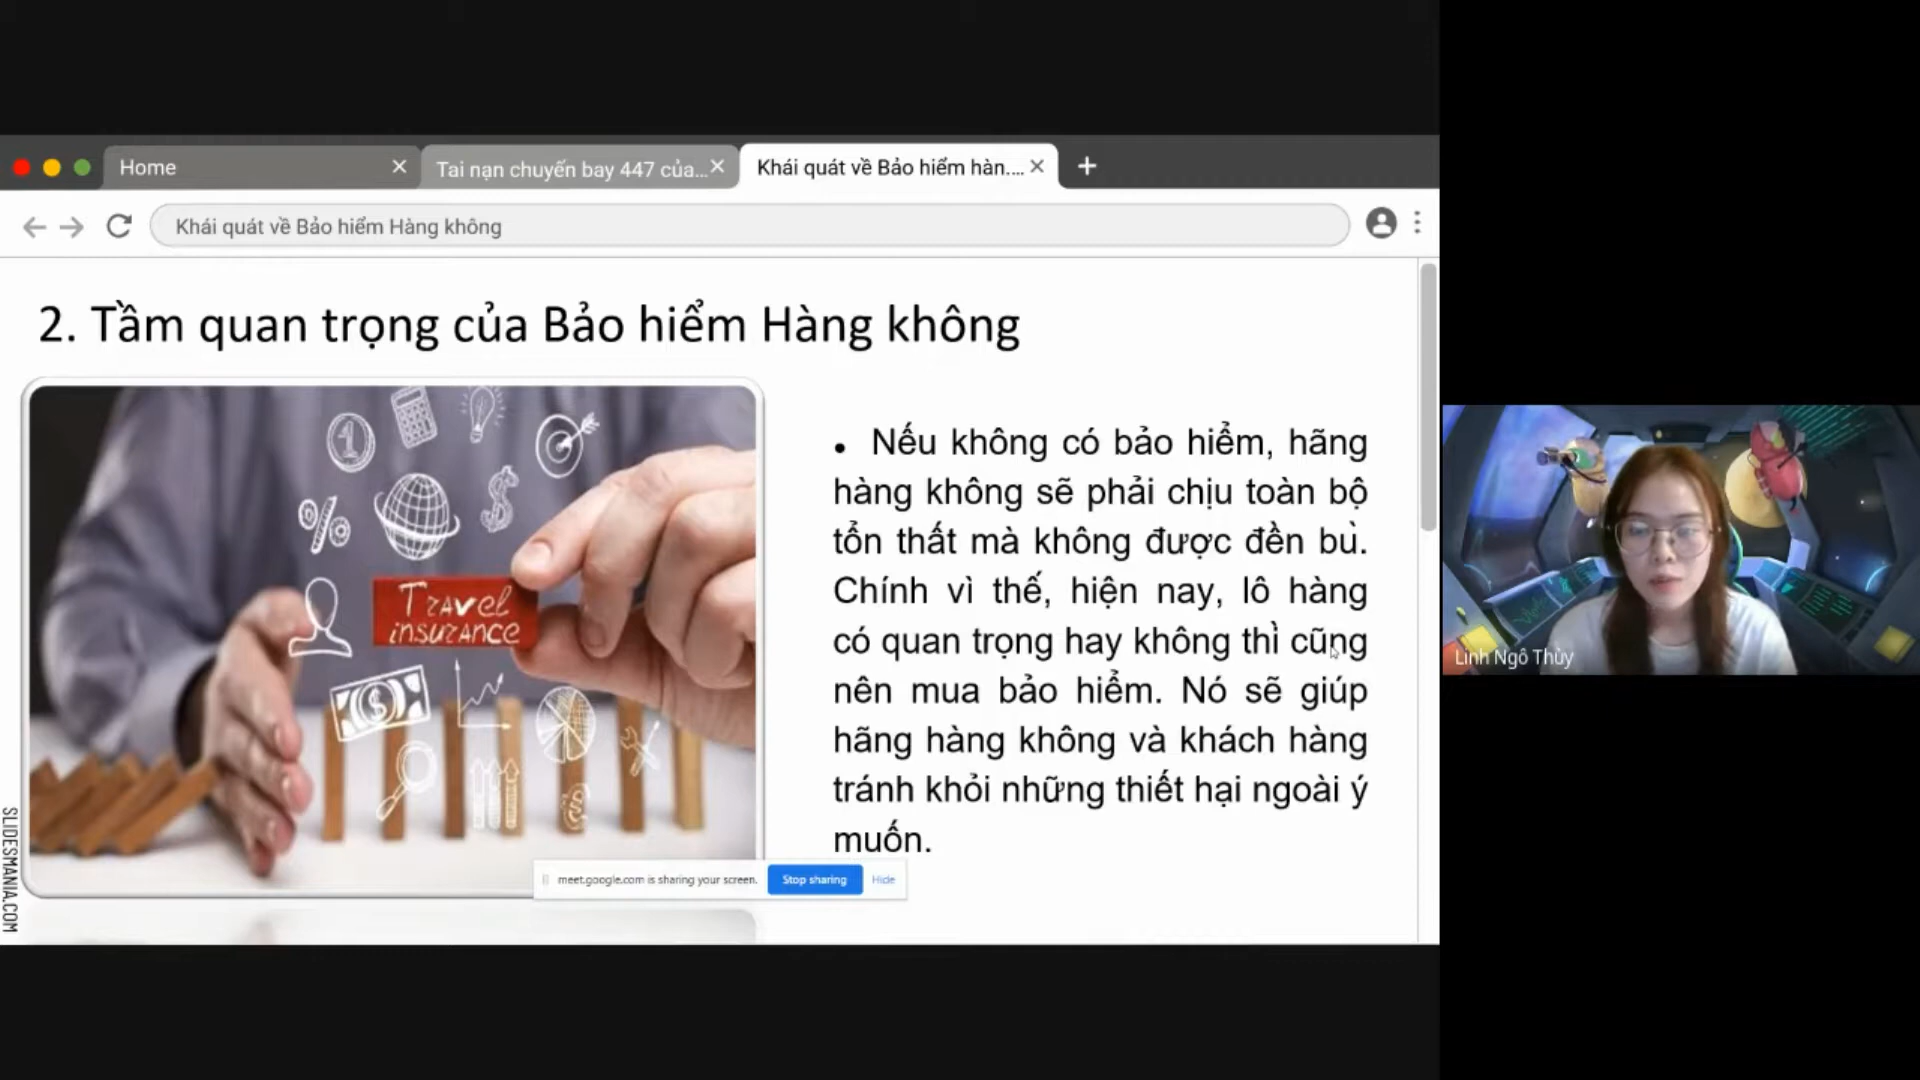 Home
Tai nạn chuyến bay 447 của...
Khái quát về Bảo hiểm hàn....
Khái quát về Bảo hiểm Hàng không
2. Tầm quan trọng của Bảo hiểm Hàng không
Travel
insurance
• Nếu không có bảo hiểm, hãng
hàng không sẽ phải chịu toàn bộ
tổn thất mà không được đền bù.
Chính vì thế, hiện nay, lô hàng
có quan trọng hay không thì cũng
nên mua bảo hiểm. Nó sẽ giúp
hãng hàng không và khách hàng
tránh khỏi những thiết hại ngoài ý
muốn.
SLIDESMANIA.COM
meet.google.com is sharing your screen.
Stop sharing
Hide
Linh Ngô Thùy